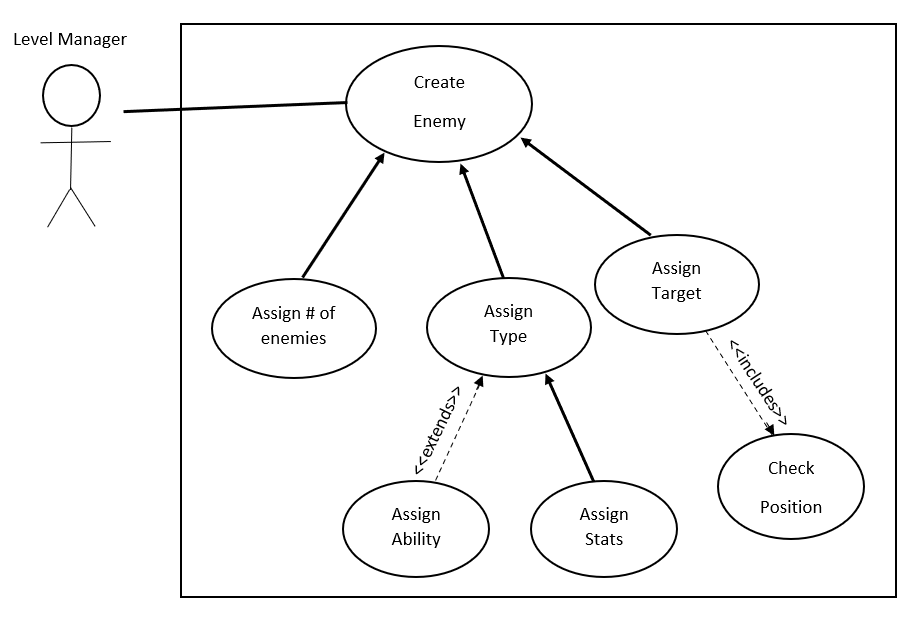 Level Manager
Create
Enemy
Assign # of
enemies
Assign
Type
Assign
Target
<<extends>>
<<includes>>
Assign
Ability
Assign
Stats
Check
Position